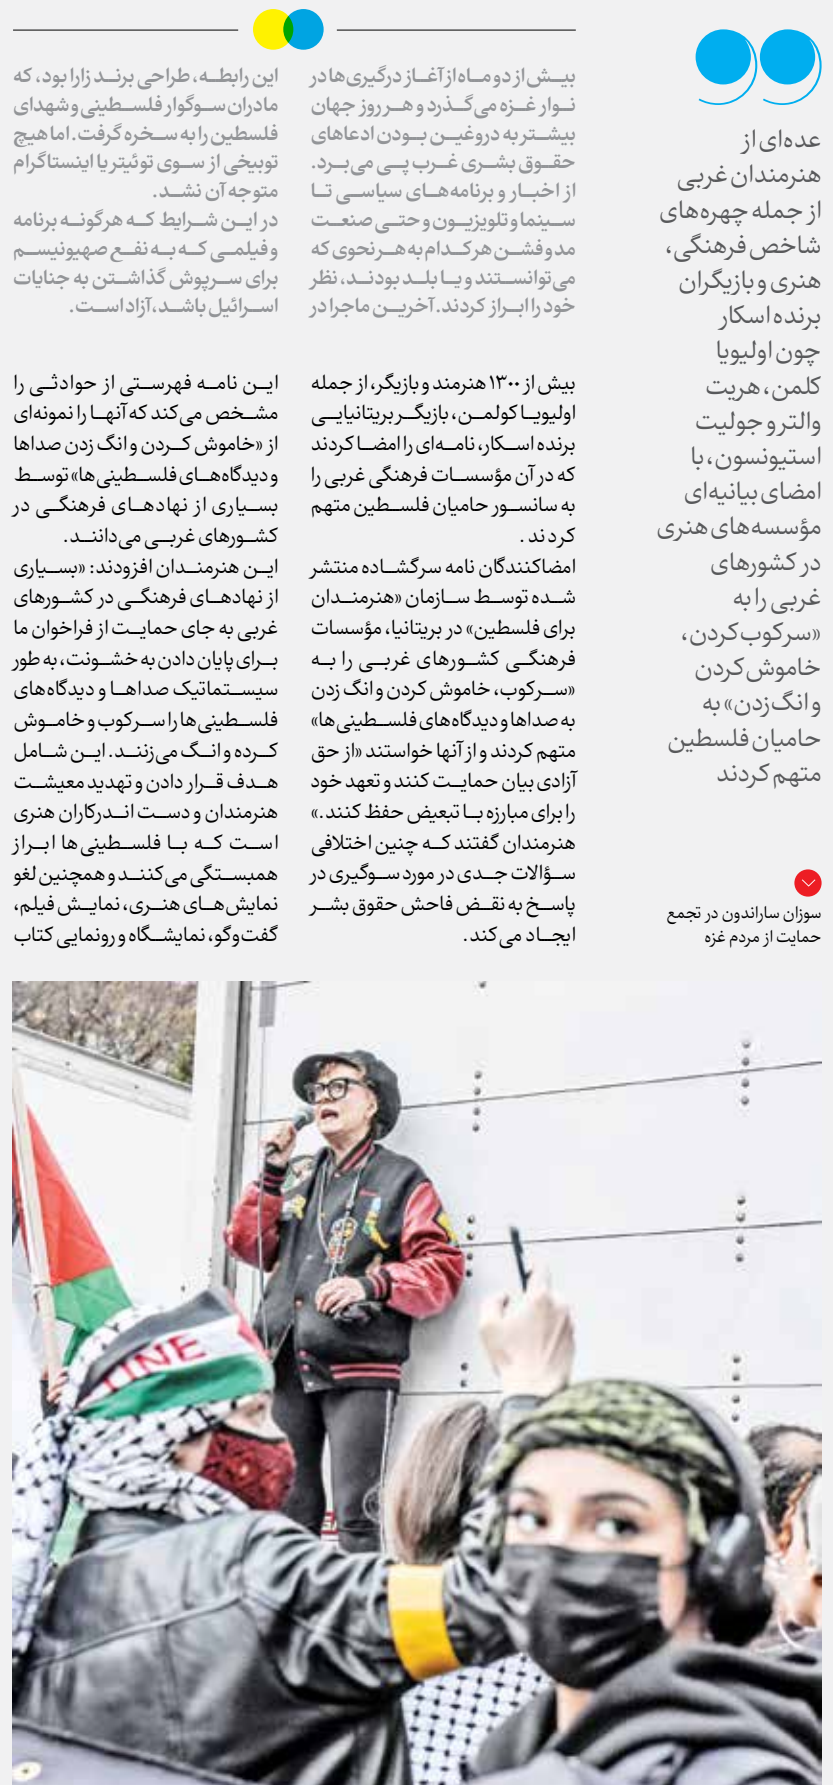 عده‌ای از
هنرمندان غربی
از جمله چهره‌های
شاخص فرهنگی،
هنری و بازیگران
برنده اسکار
چون اولیویا
کلمن، هریت
والتر و جولیت
استیونسون، با
امضای بیانیه‌ای
مؤسسه‌های هنری
در کشورهای
غربی را به
«سرکوب کردن،
خاموش کردن
و انگ زدن» به
حامیان فلسطین
متهم کردند
سوزان ساراندون در تجمع
حمایت از مردم غزه
بیش از دو ماه از آغاز درگیری‌ها در
نوار غزه می‌گذرد و هر روز جهان
بیشتر به دروغین بودن ادعاهای
حقوق بشری غرب پی می‌برد.
از اخبار و برنامه‌های سیاسی تا
سینما و تلویزیون و حتی صنعت
مد و فشن هر کدام به هر نحوی که
می‌توانستند و یا بلد بودند، نظر
خود را ابراز کردند. آخرین ماجرا در
این رابطه، طراحی برند زارا بود، که
مادران سوگوار فلسطینی و شهدای
فلسطین را به سخره گرفت. اما هیچ
توبیخی از سوی توئیتر یا اینستاگرام
متوجه آن نشد.
در این شرایط که هرگونه برنامه
و فیلمی که به نفع صهیونیسم
برای سرپوش گذاشتن به جنایات
اسرائیل باشد، آزاد است.
بیش از ۱۳۰۰ هنرمند و بازیگر، از جمله
اولیویا کولمن، بازیگر بریتانیایی
برنده اسکار، نامه‌ای را امضا کردند
که در آن مؤسسات فرهنگی غربی را
به سانسور حامیان فلسطین متهم
کردند.
امضاکنندگان نامه سرگشاده منتشر
شده توسط سازمان «هنرمندان
برای فلسطین» در بریتانیا، مؤسسات
فرهنگی کشورهای غربی را به
«سرکوب، خاموش کردن و انگ زدن
به صداها و دیدگاه‌های فلسطینی‌ها»
متهم کردند و از آنها خواستند «از حق
آزادی بیان حمایت کنند و تعهد خود
را برای مبارزه با تبعیض حفظ کنند.»
هنرمندان گفتند که چنین اختلافی
سؤالات جدی در مورد سوگیری در
پاسخ به نقض فاحش حقوق بشر
ایجاد می‌کند.
این نامه فهرستی از حوادثی را
مشخص می‌کند که آنها را نمونه‌ای
از «خاموش کردن و انگ زدن صداها
و دیدگاه‌های فلسطینی‌ها» توسط
بسیاری از نهادهای فرهنگی در
کشورهای غربی می‌دانند.
این هنرمندان افزودند: «بسیاری
از نهادهای فرهنگی در کشورهای
غربی به جای حمایت از فراخوان ما
برای پایان دادن به خشونت، به طور
سیستماتیک صداها و دیدگاه‌های
فلسطینی‌ها را سرکوب و خاموش
کرده و انگ می‌زنند. این شامل
هدف قرار دادن و تهدید معیشت
هنرمندان و دست اندرکاران هنری
است که با فلسطینی‌ها ابراز
همبستگی می‌کنند و همچنین لغو
نمایش‌های هنری، نمایش فیلم،
گفت‌وگو، نمایشگاه و رونمایی کتاب
TINE